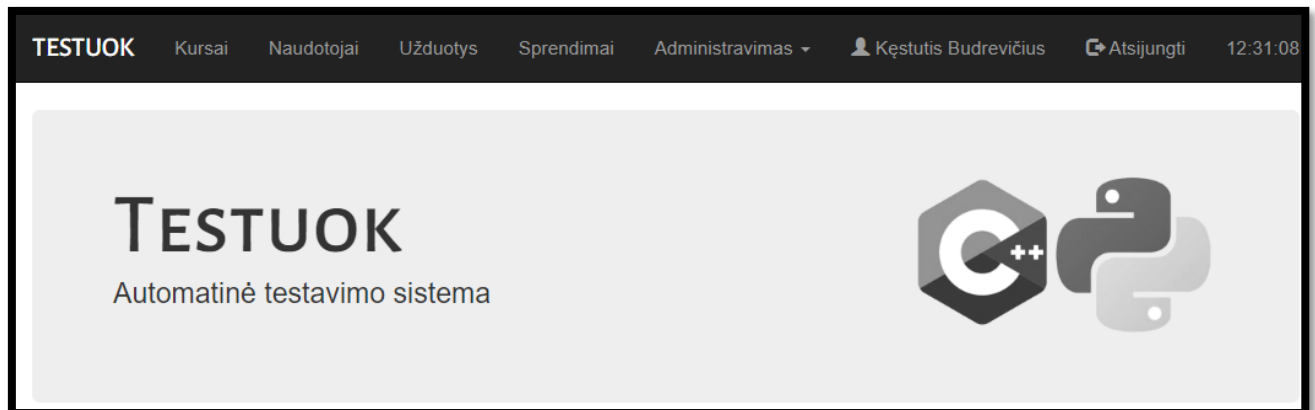 TESTUOK Kursai Naudotojai Užduotys Sprendimai Administravimas Kęstutis Budrevičius Atsijungti 12:31:08
TESTUOK
Automatinė testavimo sistema
C++